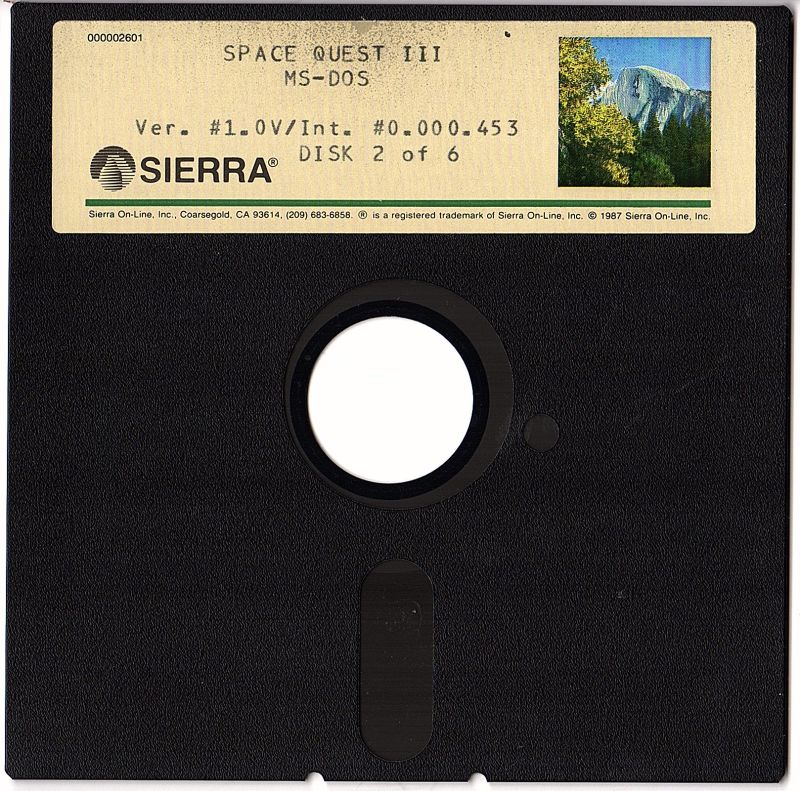 000002601
SPACE QUEST III
MS-DOS
Ver. #1.0V/Int. #0.000.453
DISK 2 of 6
SIERRA®
Sierra On-Line, Inc., Coarsegold, CA 93614, (209) 683-6858. ® is a registered trademark of Sierra On-Line, Inc. © 1987 Sierra On-Line, Inc.